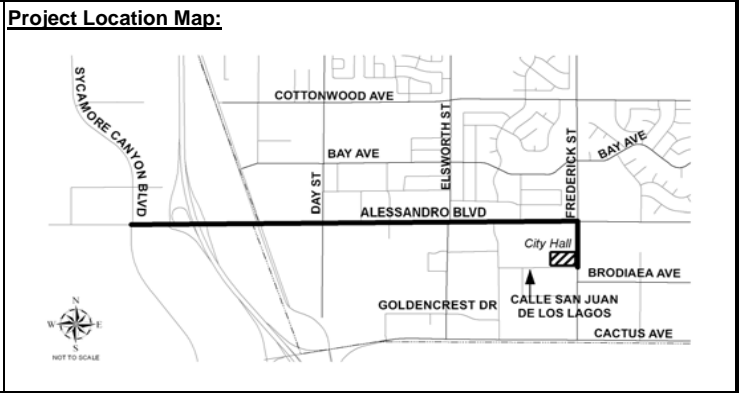 Project Location Map:
SYCAMORE CANYON BLVD
COTTONWOOD AVE
ELSWORTH ST
FREDERICK ST
BAY AVE
BAY AVE
DAY ST
ALESSANDRO BLVD
City Hall
BRODIAEA AVE
GOLDENCREST DR
CALLE SAN JUAN
DE LOS LAGOS
CACTUS AVE
N
W
E
S
NOT TO SCALE